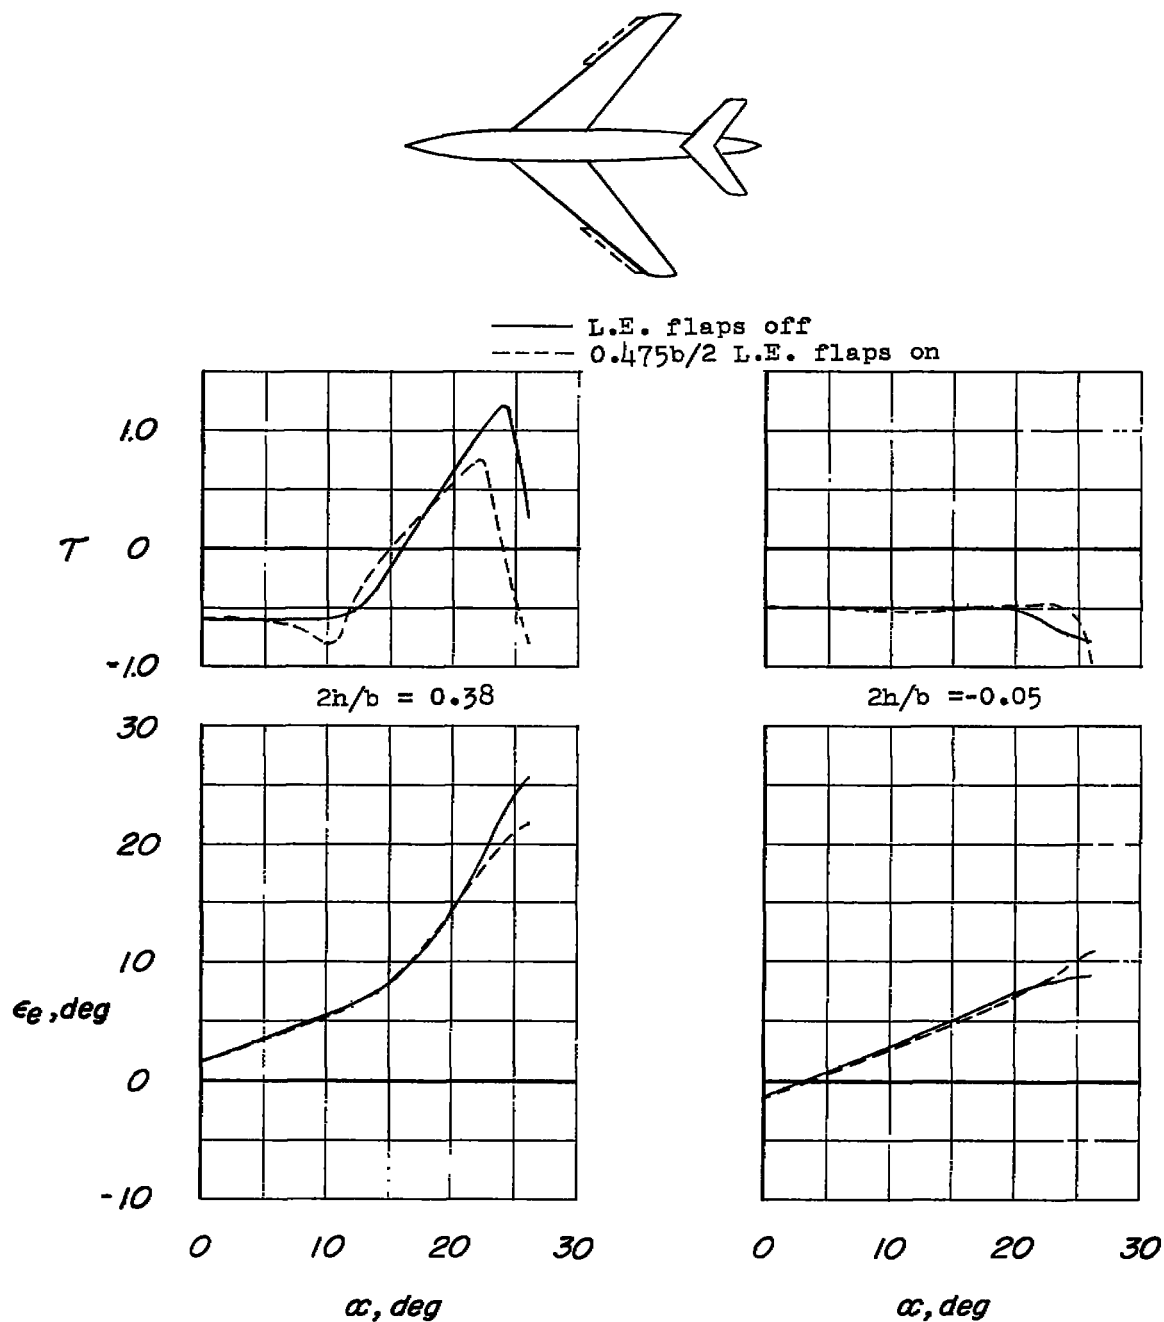 L.E. flaps off
0.475b/2 L.E. flaps on
1.0
τ 0
-1.0
2h/b = 0.38
2h/b =-0.05
30
20
10
ϵe, deg
0
-10
0 10 20 30
0 10 20 30
α, deg
α, deg